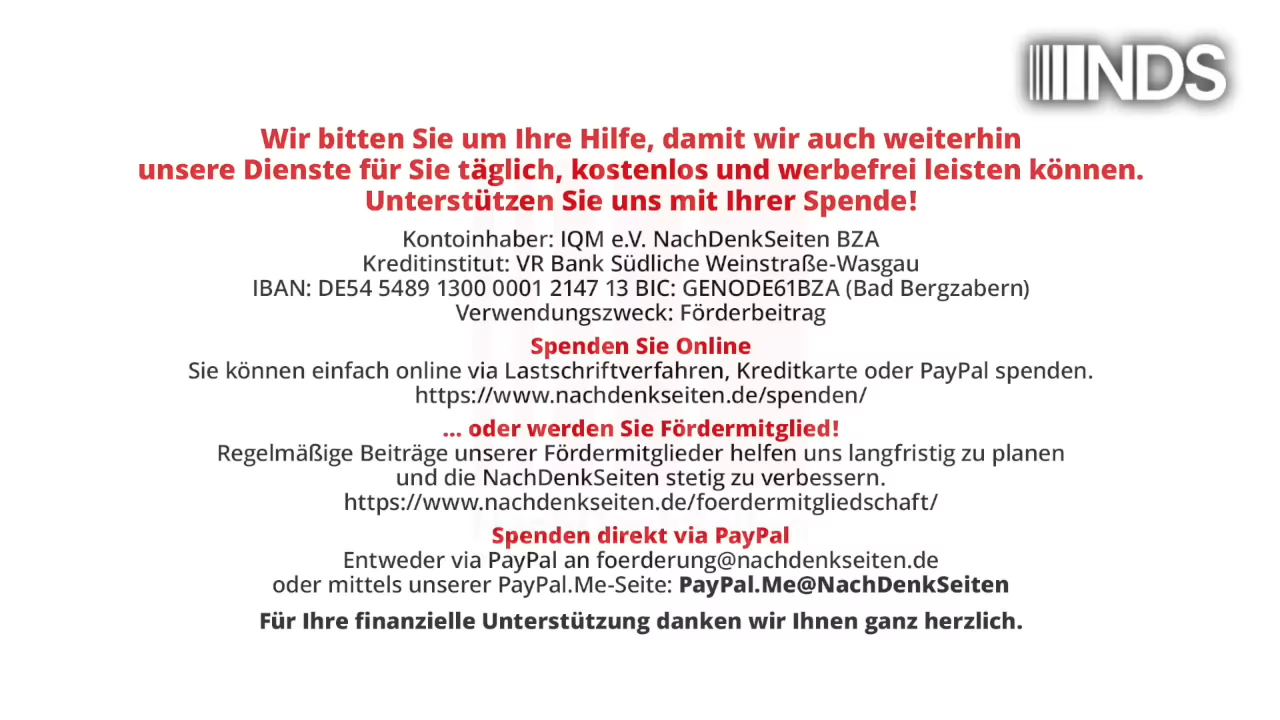 NDS
Wir bitten Sie um Ihre Hilfe, damit wir auch weiterhin
unsere Dienste für Sie täglich, kostenlos und werbefrei leisten können.
Unterstützen Sie uns mit Ihrer Spende!
Kontoinhaber: IQM e.V. NachDenkSeiten BZA
Kreditinstitut: VR Bank Südliche Weinstraße-Wasgau
IBAN: DE54 5489 1300 0001 2147 13 BIC: GENODE61BZA (Bad Bergzabern)
Verwendungszweck: Förderbeitrag
Spenden Sie Online
Sie können einfach online via Lastschriftverfahren, Kreditkarte oder PayPal spenden.
https://www.nachdenkseiten.de/spenden/
... oder werden Sie Fördermitglied!
Regelmäßige Beiträge unserer Fördermitglieder helfen uns langfristig zu planen
und die NachDenkSeiten stetig zu verbessern.
https://www.nachdenkseiten.de/foerdermitgliedschaft/
Spenden direkt via PayPal
Entweder via PayPal an foerderung@nachdenkseiten.de
oder mittels unserer PayPal.Me-Seite: PayPal.Me@NachDenkSeiten
Für Ihre finanzielle Unterstützung danken wir Ihnen ganz herzlich.